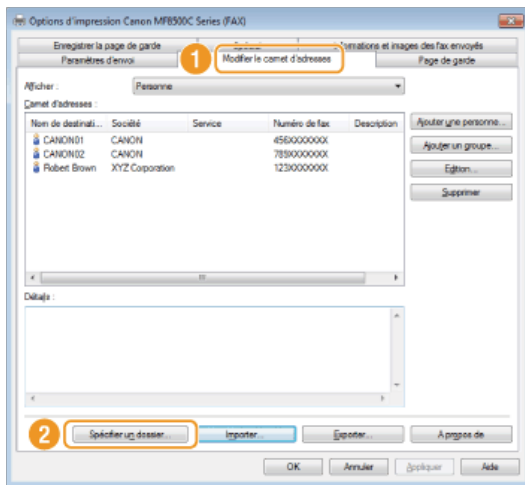 Options d'impression Canon MF8500C Series (FAX)
Enregistrer la page de garde
mations et images des fax envoyés
Paramètres d'envoi
1
Modifier le carnet d'adresses
Page de garde
Afficher :
Personne
Carnet d'adresses :
Nom de destinati... Société Service Numéro de fax Description
CANON01 CANON 456XXXXXXX
CANON02 CANON 789XXXXXXX
Robert Brown XYZ Corporation 123XXXXXXX
Ajouter une personne...
Ajouter un groupe...
Edition...
Supprimer
Détails :
2
Spécifier un dossier...
Importer...
Exporter...
A propos de
OK
Annuler
Appliquer
Aide